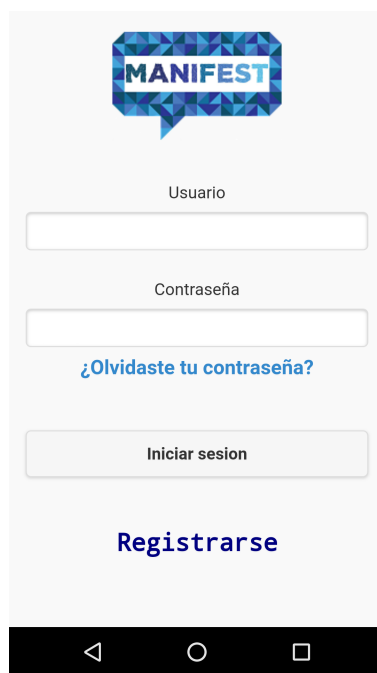 MANIFEST
Usuario
Contraseña
¿Olvidaste tu contraseña?
Iniciar sesion
Registrarse